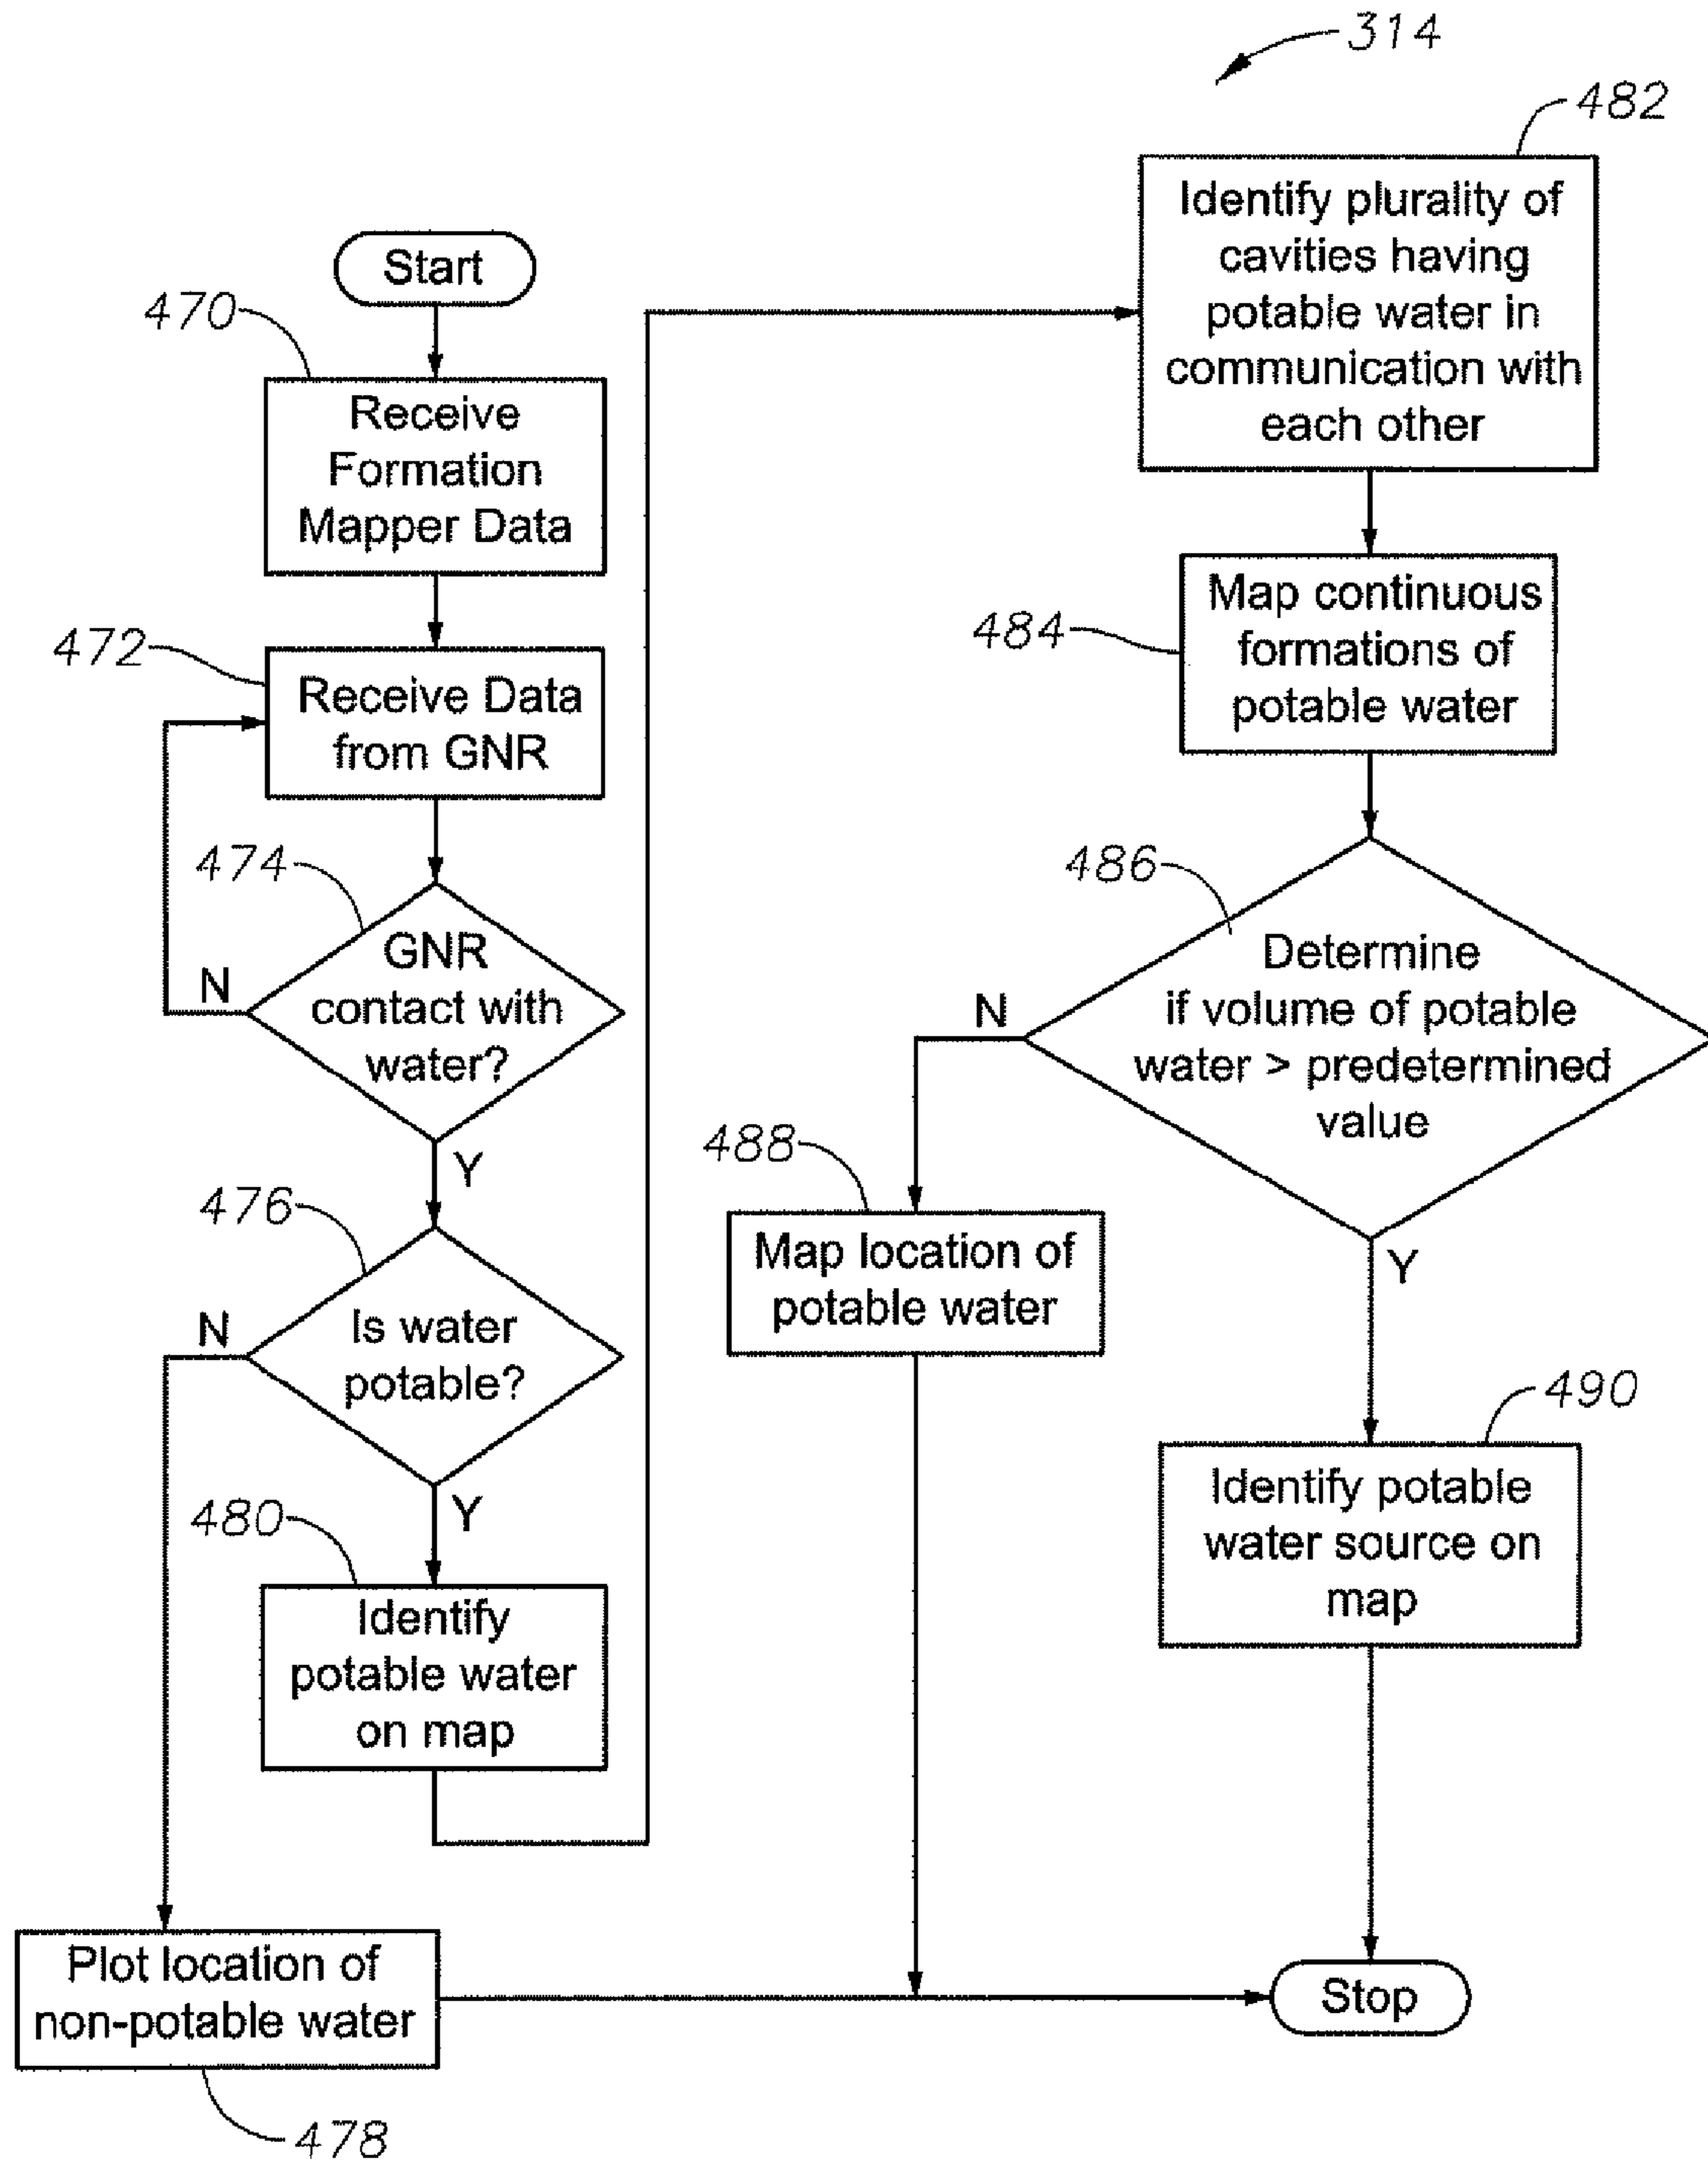 314
Start
470
Receive
Formation
Mapper Data
472
Receive Data
from GNR
474
GNR
contact with
water?
N
Y
476
Is water
potable?
N
Y
480
Identify
potable water
on map
Plot location of
non-potable water
478
482
Identify plurality of
cavities having
potable water in
communication with
each other
484
Map continuous
formations of
potable water
486
Determine
if volume of potable
water > predetermined
value
N
Y
488
Map location of
potable water
490
Identify potable
water source on
map
Stop